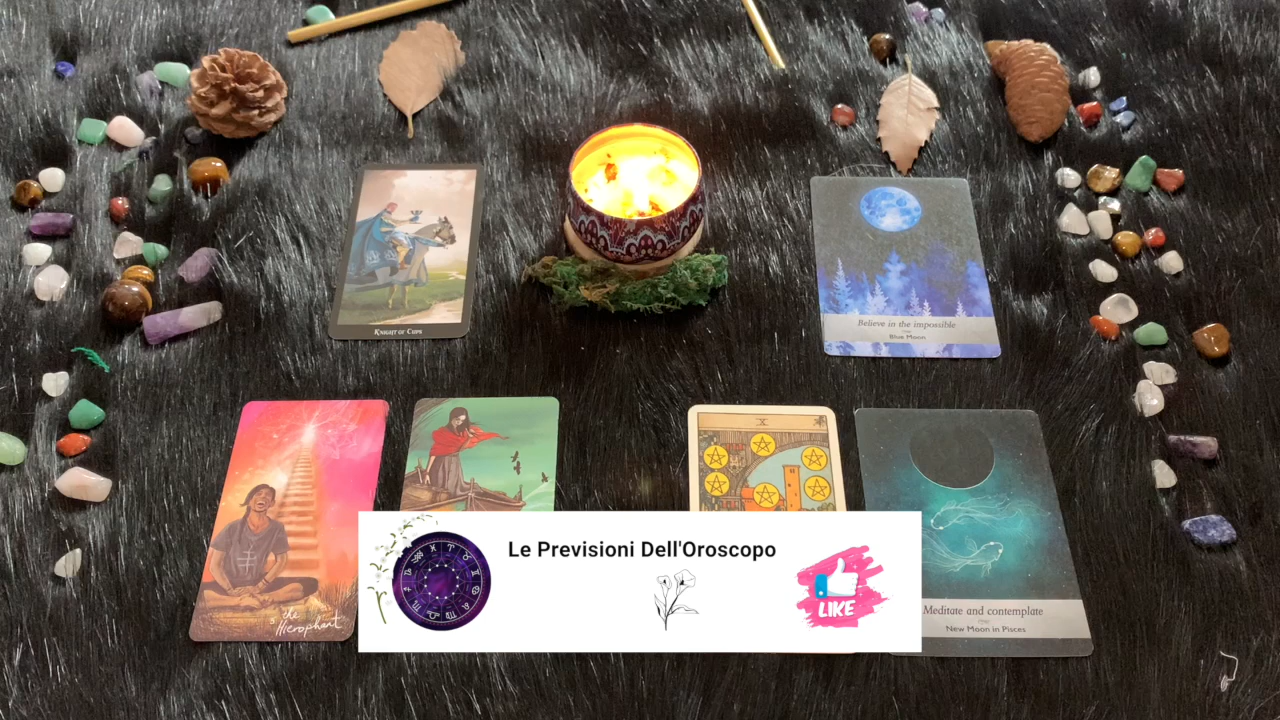 Knight of Cups
Believe in the impossible
Blue Moon
X
5 the
Hierophant
Le Previsioni Dell'Oroscopo
LIKE
Meditate and contemplate
New Moon in Pisces